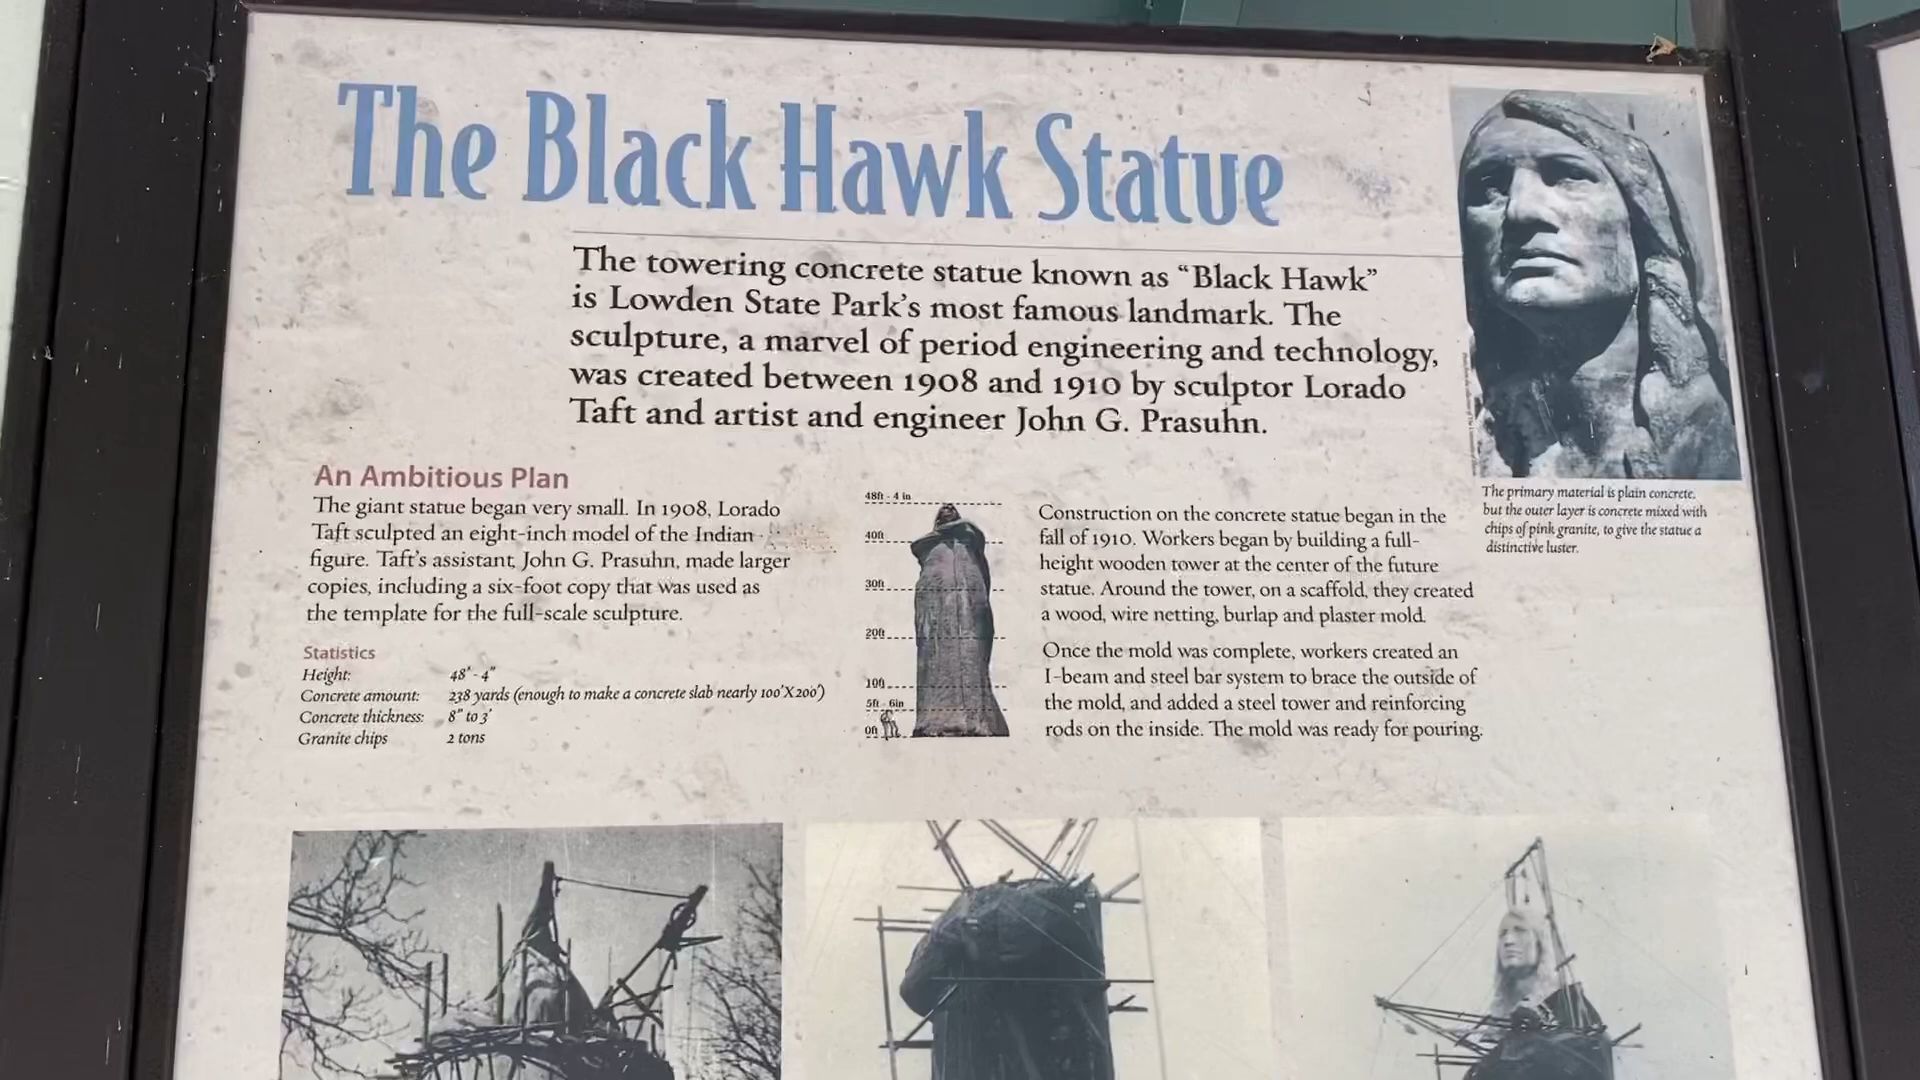 The Black Hawk Statue
The towering concrete statue known as “Black Hawk”
is Lowden State Park’s most famous landmark. The
sculpture, a marvel of period engineering and technology,
was created between 1908 and 1910 by sculptor Lorado
Taft and artist and engineer John G. Prasuhn.
The primary material is plain concrete,
but the outer layer is concrete mixed with
chips of pink granite, to give the statue a
distinctive luster.
An Ambitious Plan
The giant statue began very small. In 1908, Lorado
Taft sculpted an eight-inch model of the Indian
figure. Taft’s assistant, John G. Prasuhn, made larger
copies, including a six-foot copy that was used as
the template for the full-scale sculpture.
Statistics
Height: 48’ - 4”
Concrete amount: 238 yards (enough to make a concrete slab nearly 100’X200’)
Concrete thickness: 8” to 3’
Granite chips 2 tons
48ft - 4 in
40ft
30ft
20ft
10ft
5ft - 6in
0ft
Construction on the concrete statue began in the
fall of 1910. Workers began by building a full-
height wooden tower at the center of the future
statue. Around the tower, on a scaffold, they created
a wood, wire netting, burlap and plaster mold.
Once the mold was complete, workers created an
I-beam and steel bar system to brace the outside of
the mold, and added a steel tower and reinforcing
rods on the inside. The mold was ready for pouring.